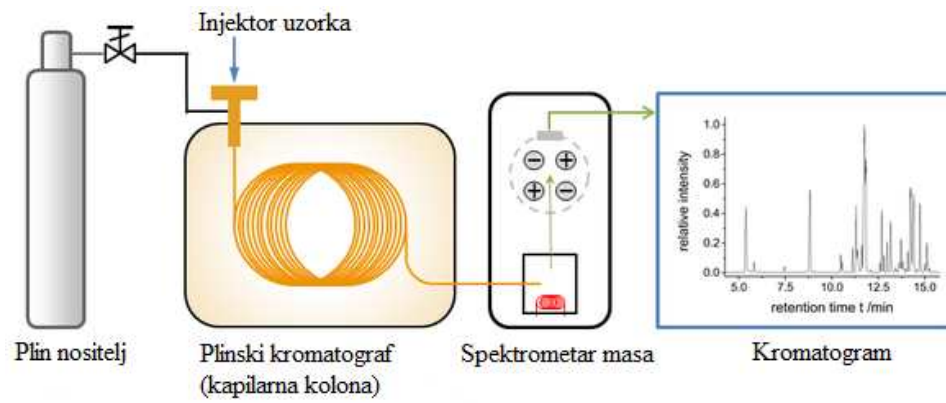 Injektor uzorka
relative intensity
1.0
0.8
0.6
0.4
0.2
0.0
5.0 7.5 10.0 12.5 15.0
retention time t /min
Plin nositelj
Plinski kromatograf
(kapilarna kolona)
Spektrometar masa
Kromatogram